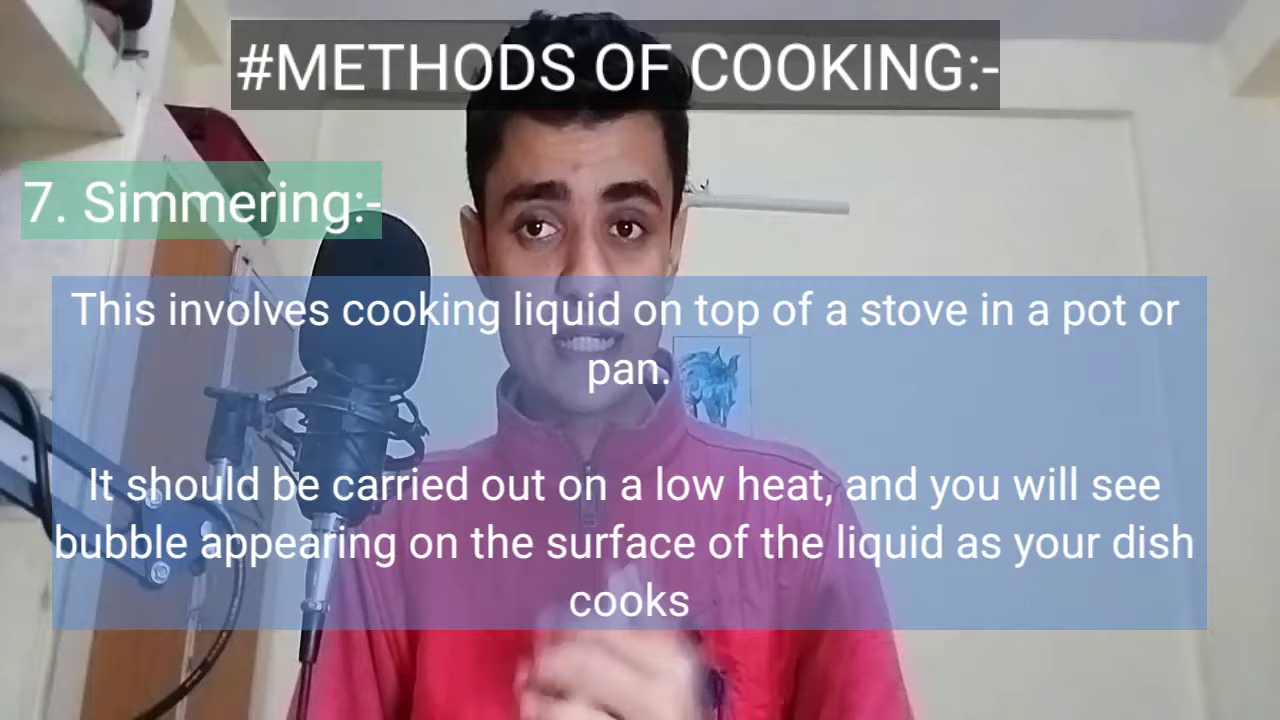 #METHODS OF COOKING:-
7. Simmering:-
This involves cooking liquid on top of a stove in a pot or
pan.
It should be carried out on a low heat, and you will see
bubble appearing on the surface of the liquid as your dish
cooks